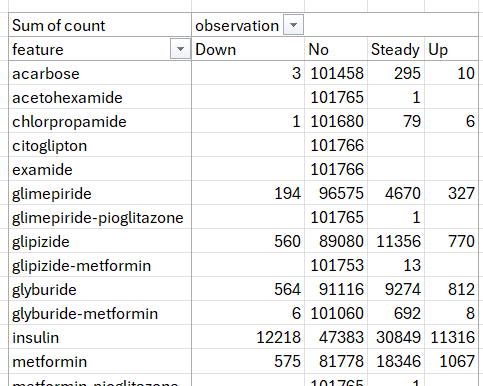 Sum of count observation
feature Down No Steady Up
acarbose 3 101458 295 10
acetohexamide 101765 1
chlorpropamide 1 101680 79 6
citoglipton 101766
examide 101766
glimepiride 194 96575 4670 327
glimepiride-pioglitazone 101765 1
glipizide 560 89080 11356 770
glipizide-metformin 101753 13
glyburide 564 91116 9274 812
glyburide-metformin 6 101060 692 8
insulin 12218 47383 30849 11316
metformin 575 81778 18346 1067
metformin-pioglitazone 101765 1